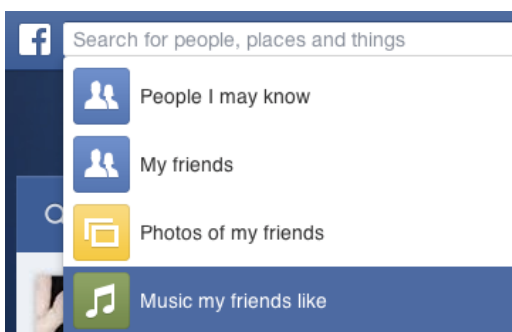 f
Search for people, places and things
People I may know
My friends
Photos of my friends
Music my friends like